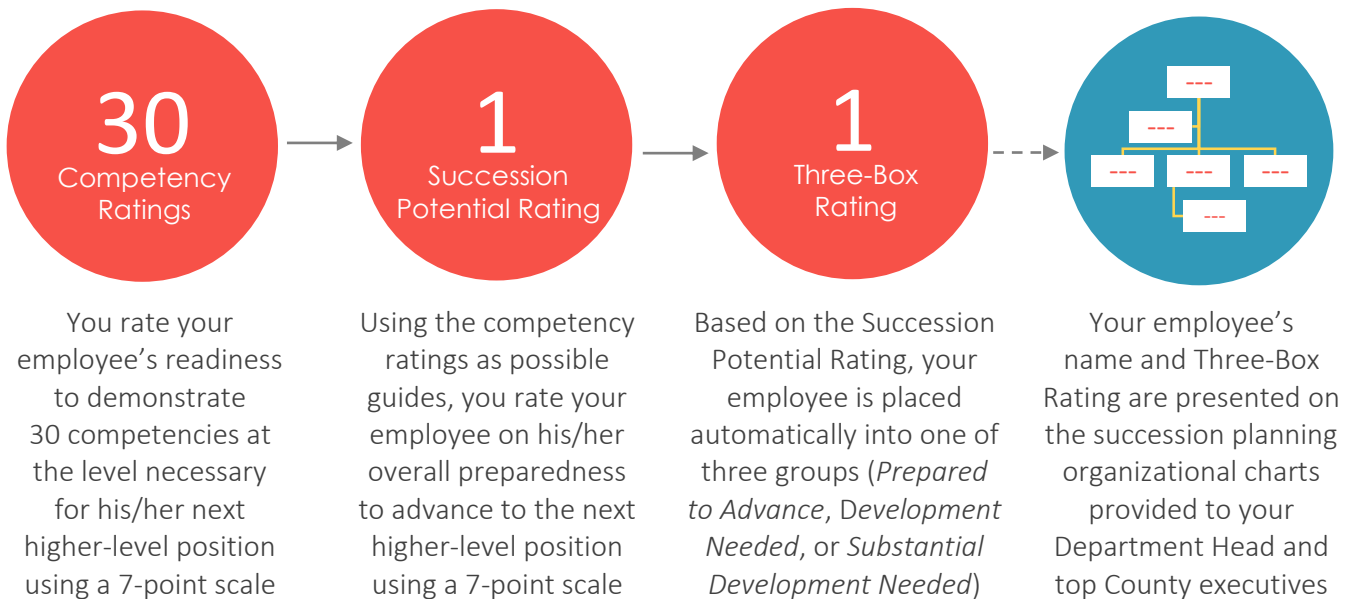 30
Competency
Ratings
1
Succession
Potential Rating
1
Three-Box
Rating
---
---
---
---
---
---
You rate your
employee’s readiness
to demonstrate
30 competencies at
the level necessary
for his/her next
higher-level position
using a 7-point scale
Using the competency
ratings as possible
guides, you rate your
employee on his/her
overall preparedness
to advance to the next
higher-level position
using a 7-point scale
Based on the Succession
Potential Rating, your
employee is placed
automatically into one of
three groups (Prepared
to Advance, Development
Needed, or Substantial
Development Needed)
Your employee’s
name and Three-Box
Rating are presented on
the succession planning
organizational charts
provided to your
Department Head and
top County executives